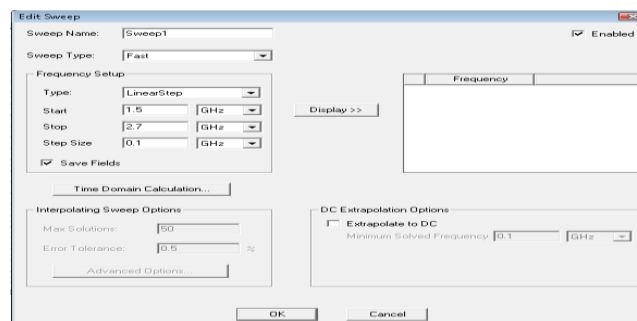 Edit Sweep
Sweep Name: Sweep1
Enabled
Sweep Type: Fast
Frequency Setup
Type: LinearStep
Start 1.5 GHz
Stop 2.7 GHz
Step Size 0.1 GHz
Save Fields
Display >>
Frequency
Time Domain Calculation...
Interpolating Sweep Options
Max Solutions: 50
Error Tolerance: 0.5 %
Advanced Options...
DC Extrapolation Options
Extrapolate to DC
Minimum Solved Frequency 0.1 GHz
OK
Cancel